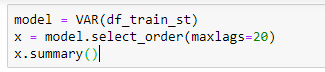 model = VAR(df_train_st)
x = model.select_order(maxlags=20)
x.summary()